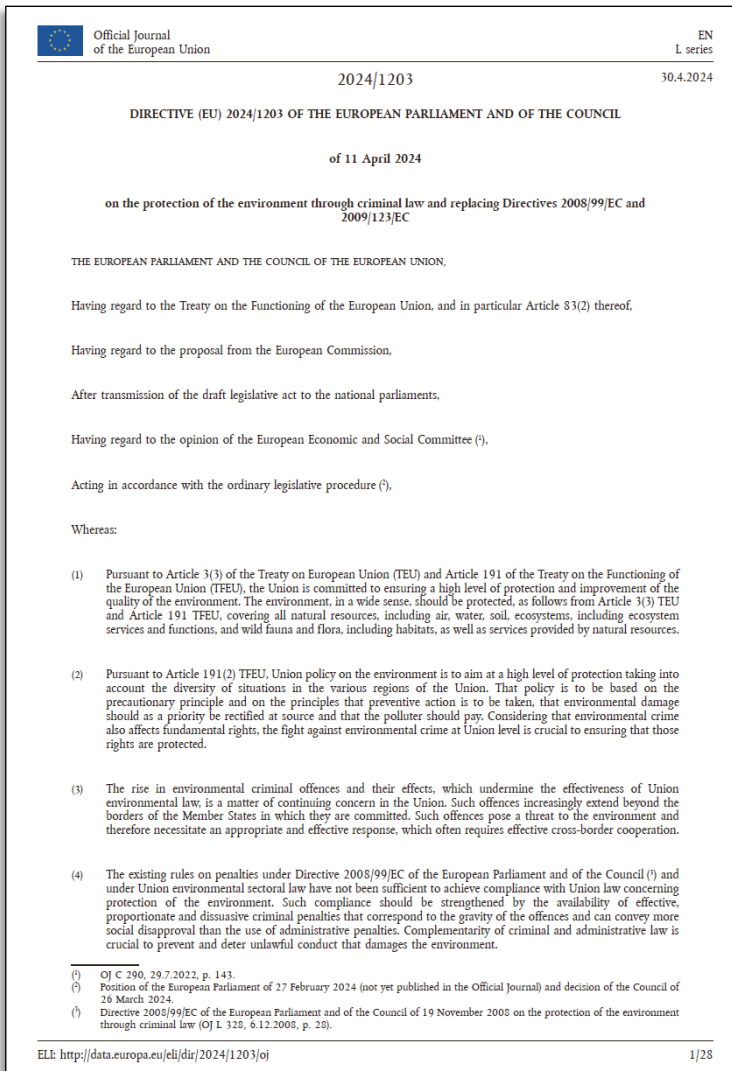 Official Journal
of the European Union
EN
L series
2024/1203
30.4.2024
DIRECTIVE (EU) 2024/1203 OF THE EUROPEAN PARLIAMENT AND OF THE COUNCIL
of 11 April 2024
on the protection of the environment through criminal law and replacing Directives 2008/99/EC and
2009/123/EC
THE EUROPEAN PARLIAMENT AND THE COUNCIL OF THE EUROPEAN UNION,
Having regard to the Treaty on the Functioning of the European Union, and in particular Article 83(2) thereof,
Having regard to the proposal from the European Commission,
After transmission of the draft legislative act to the national parliaments,
Having regard to the opinion of the European Economic and Social Committee (¹),
Acting in accordance with the ordinary legislative procedure (²),
Whereas:
(1) Pursuant to Article 3(3) of the Treaty on European Union (TEU) and Article 191 of the Treaty on the Functioning of
the European Union (TFEU), the Union is committed to ensuring a high level of protection and improvement of the
quality of the environment. The environment, in a wide sense, should be protected, as follows from Article 3(3) TEU
and Article 191 TFEU, covering all natural resources, including air, water, soil, ecosystems, including ecosystem
services and functions, and wild fauna and flora, including habitats, as well as services provided by natural resources.
(2) Pursuant to Article 191(2) TFEU, Union policy on the environment is to aim at a high level of protection taking into
account the diversity of situations in the various regions of the Union. That policy is to be based on the
precautionary principle and on the principles that preventive action is to be taken, that environmental damage
should as a priority be rectified at source and that the polluter should pay. Considering that environmental crime
also affects fundamental rights, the fight against environmental crime at Union level is crucial to ensuring that those
rights are protected.
(3) The rise in environmental criminal offences and their effects, which undermine the effectiveness of Union
environmental law, is a matter of continuing concern in the Union. Such offences increasingly extend beyond the
borders of the Member States in which they are committed. Such offences pose a threat to the environment and
therefore necessitate an appropriate and effective response, which often requires effective cross-border cooperation.
(4) The existing rules on penalties under Directive 2008/99/EC of the European Parliament and of the Council (³) and
under Union environmental sectoral law have not been sufficient to achieve compliance with Union law concerning
protection of the environment. Such compliance should be strengthened by the availability of effective,
proportionate and dissuasive criminal penalties that correspond to the gravity of the offences and can convey more
social disapproval than the use of administrative penalties. Complementarity of criminal and administrative law is
crucial to prevent and deter unlawful conduct that damages the environment.
(¹) OJ C 290, 29.7.2022, p. 143.
(²) Position of the European Parliament of 27 February 2024 (not yet published in the Official Journal) and decision of the Council of
26 March 2024.
(³) Directive 2008/99/EC of the European Parliament and of the Council of 19 November 2008 on the protection of the environment
through criminal law (OJ L 328, 6.12.2008, p. 28).
ELI: http://data.europa.eu/eli/dir/2024/1203/oj
1/28